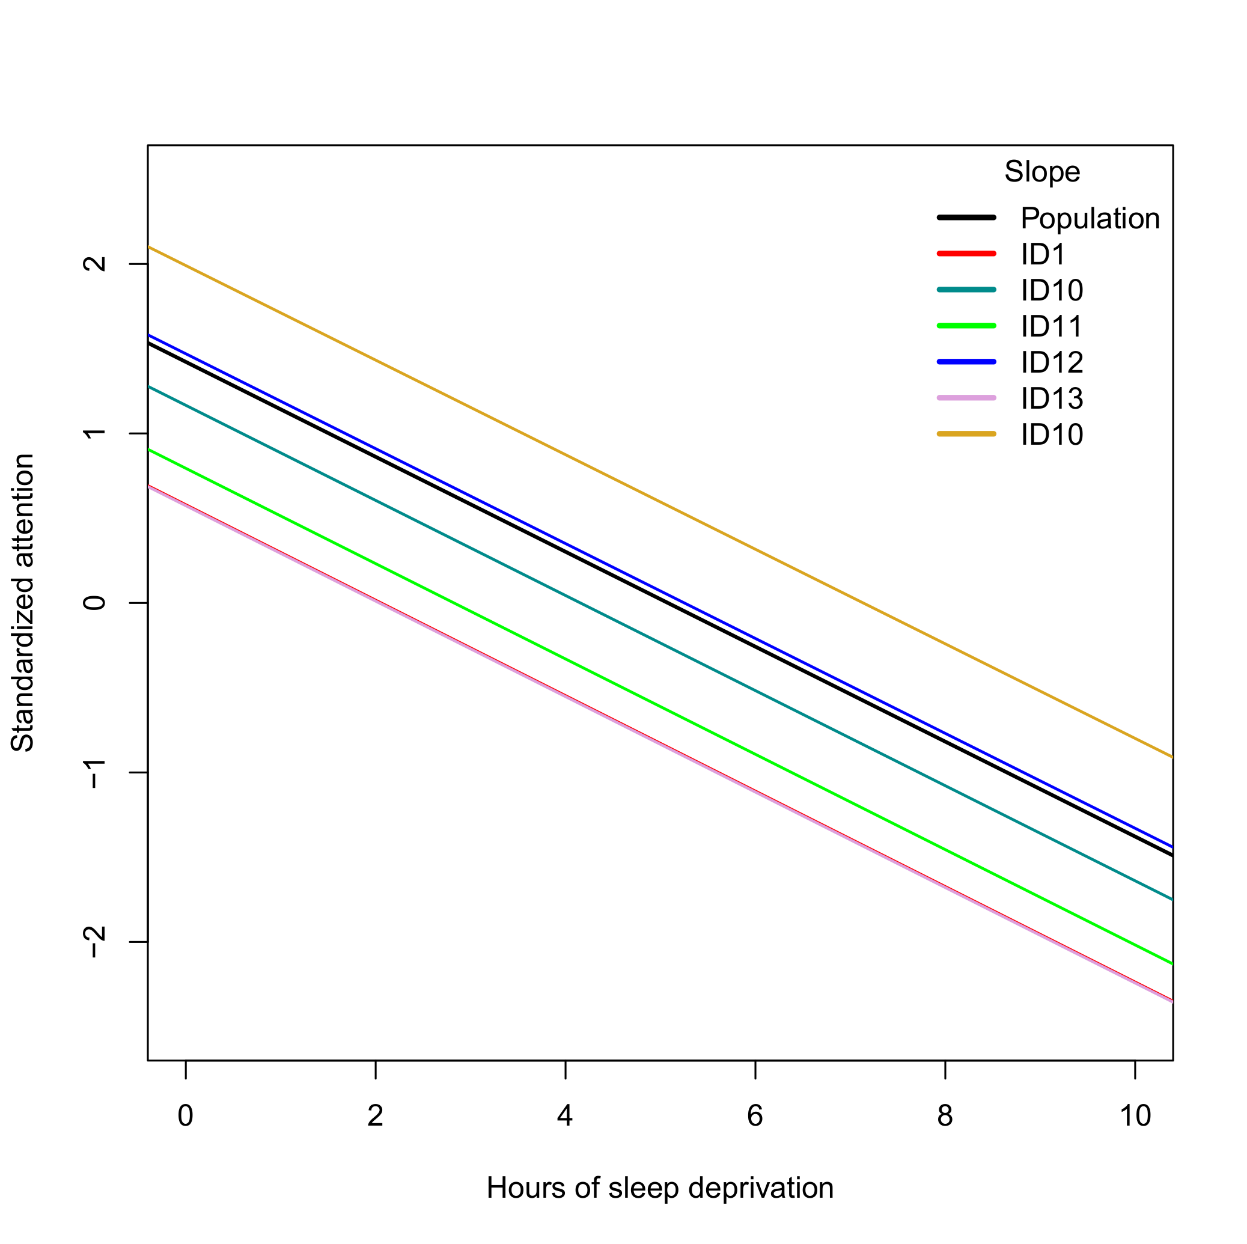 Slope
Population
ID1
ID10
ID11
ID12
ID13
ID10
2
1
0
−1
−2
Standardized attention
0 2 4 6 8 10
Hours of sleep deprivation